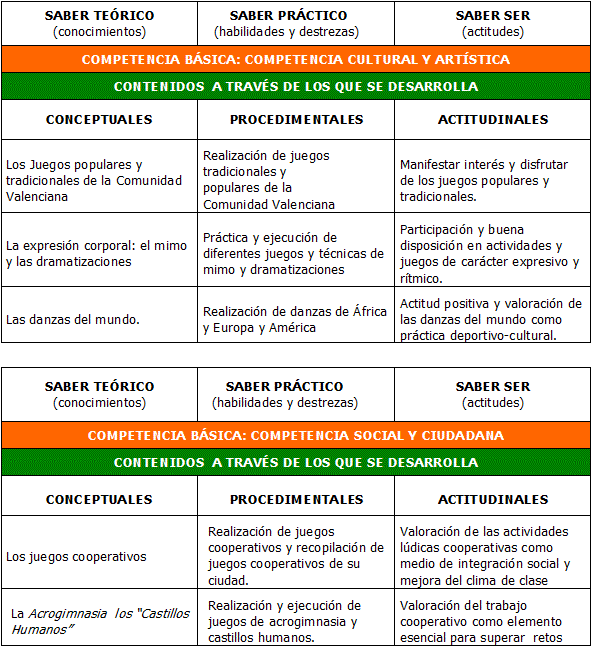 SABER TEÓRICO
(conocimientos)
SABER PRÁCTICO
(habilidades y destrezas)
SABER SER
(actitudes)
COMPETENCIA BÁSICA: COMPETENCIA CULTURAL Y ARTÍSTICA
CONTENIDOS A TRAVÉS DE LOS QUE SE DESARROLLA
CONCEPTUALES
PROCEDIMENTALES
ACTITUDINALES
Los Juegos populares y
tradicionales de la Comunidad
Valenciana
Realización de juegos
tradicionales y
populares de la
Comunidad Valenciana
Manifestar interés y disfrutar
de los juegos populares y
tradicionales.
La expresión corporal: el mimo
y las dramatizaciones
Práctica y ejecución de
diferentes juegos y técnicas de
mimo y dramatizaciones
Participación y buena
disposición en actividades y
juegos de carácter expresivo y
rítmico.
Las danzas del mundo.
Realización de danzas de África
y Europa y América
Actitud positiva y valoración de
las danzas del mundo como
práctica deportivo-cultural.
SABER TEÓRICO
(conocimientos)
SABER PRÁCTICO
(habilidades y destrezas)
SABER SER
(actitudes)
COMPETENCIA BÁSICA: COMPETENCIA SOCIAL Y CIUDADANA
CONTENIDOS A TRAVÉS DE LOS QUE SE DESARROLLA
CONCEPTUALES
PROCEDIMENTALES
ACTITUDINALES
Los juegos cooperativos
Realización de juegos
cooperativos y recopilación de
juegos cooperativos de su
ciudad.
Valoración de las actividades
lúdicas cooperativas como
medio de integración social y
mejora del clima de clase
La Acrogimnasia los "Castillos
Humanos"
Realización y ejecución de
juegos de acrogimnasia y
castillos humanos.
Valoración del trabajo
cooperativo como elemento
esencial para superar retos